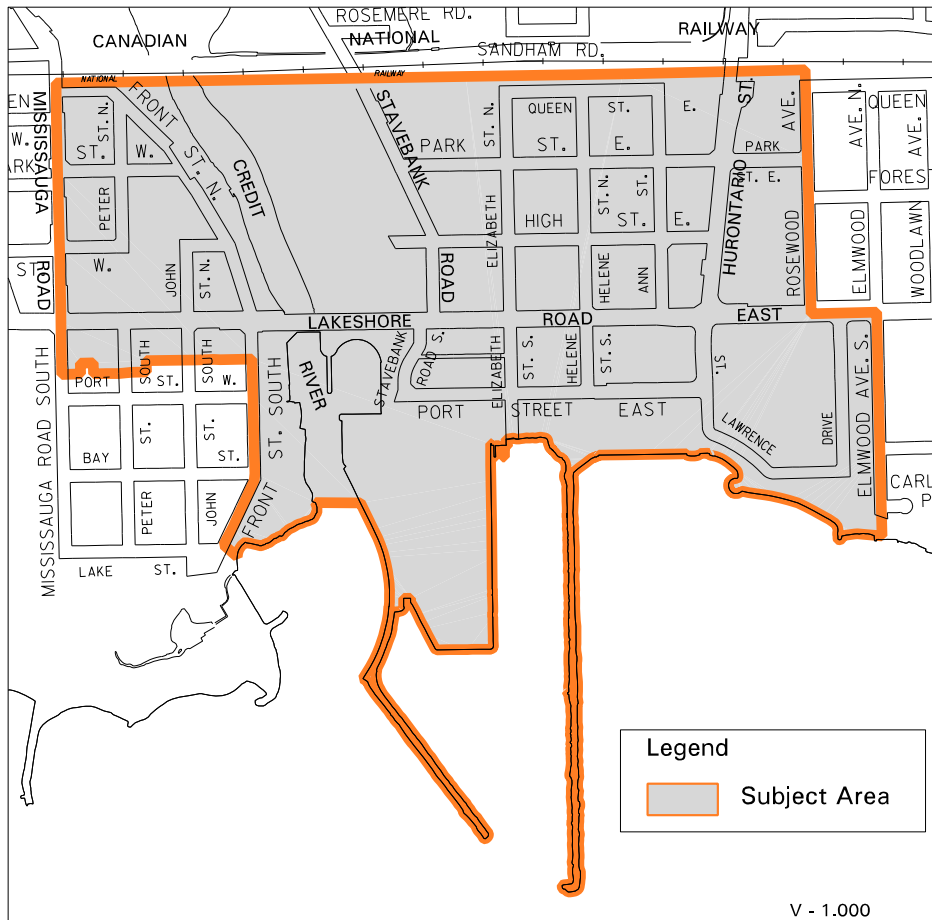 ROSEMERE RD.
CANADIAN NATIONAL RAILWAY
SANDHAM RD.
NATIONAL
RAILWAY
MISSISSAUGA
ROAD
W.
ST.
ST. N.
ST. W.
PETER
W.
FRONT
ST. N.
CREDIT
RIVER
JOHN
ST. N.
STAVEBANK
ROAD
PARK ST. E.
ST. N.
ELIZABETH
QUEEN ST. E.
HIGH ST. E.
HELENE
ST. N.
ANN
ST.
HURONTARIO
ST.
PARK
ST. E.
ROSEWOOD
AVE.
ELMWOOD
AVE. N.
QUEEN
FOREST
WOODLAWN
AVE.
LAKESHORE ROAD EAST
MISSISSAUGA ROAD SOUTH
PORT ST. W.
SOUTH
SOUTH
BAY ST.
ST.
ST.
PETER
JOHN
LAKE ST.
FRONT
ST. SOUTH
STAVEBANK
ROAD S.
ELIZABETH
ST. S.
HELENE
ST. S.
PORT STREET EAST
ST.
LAWRENCE
DRIVE
ELMWOOD AVE. S.
Legend
Subject Area
V - 1.000